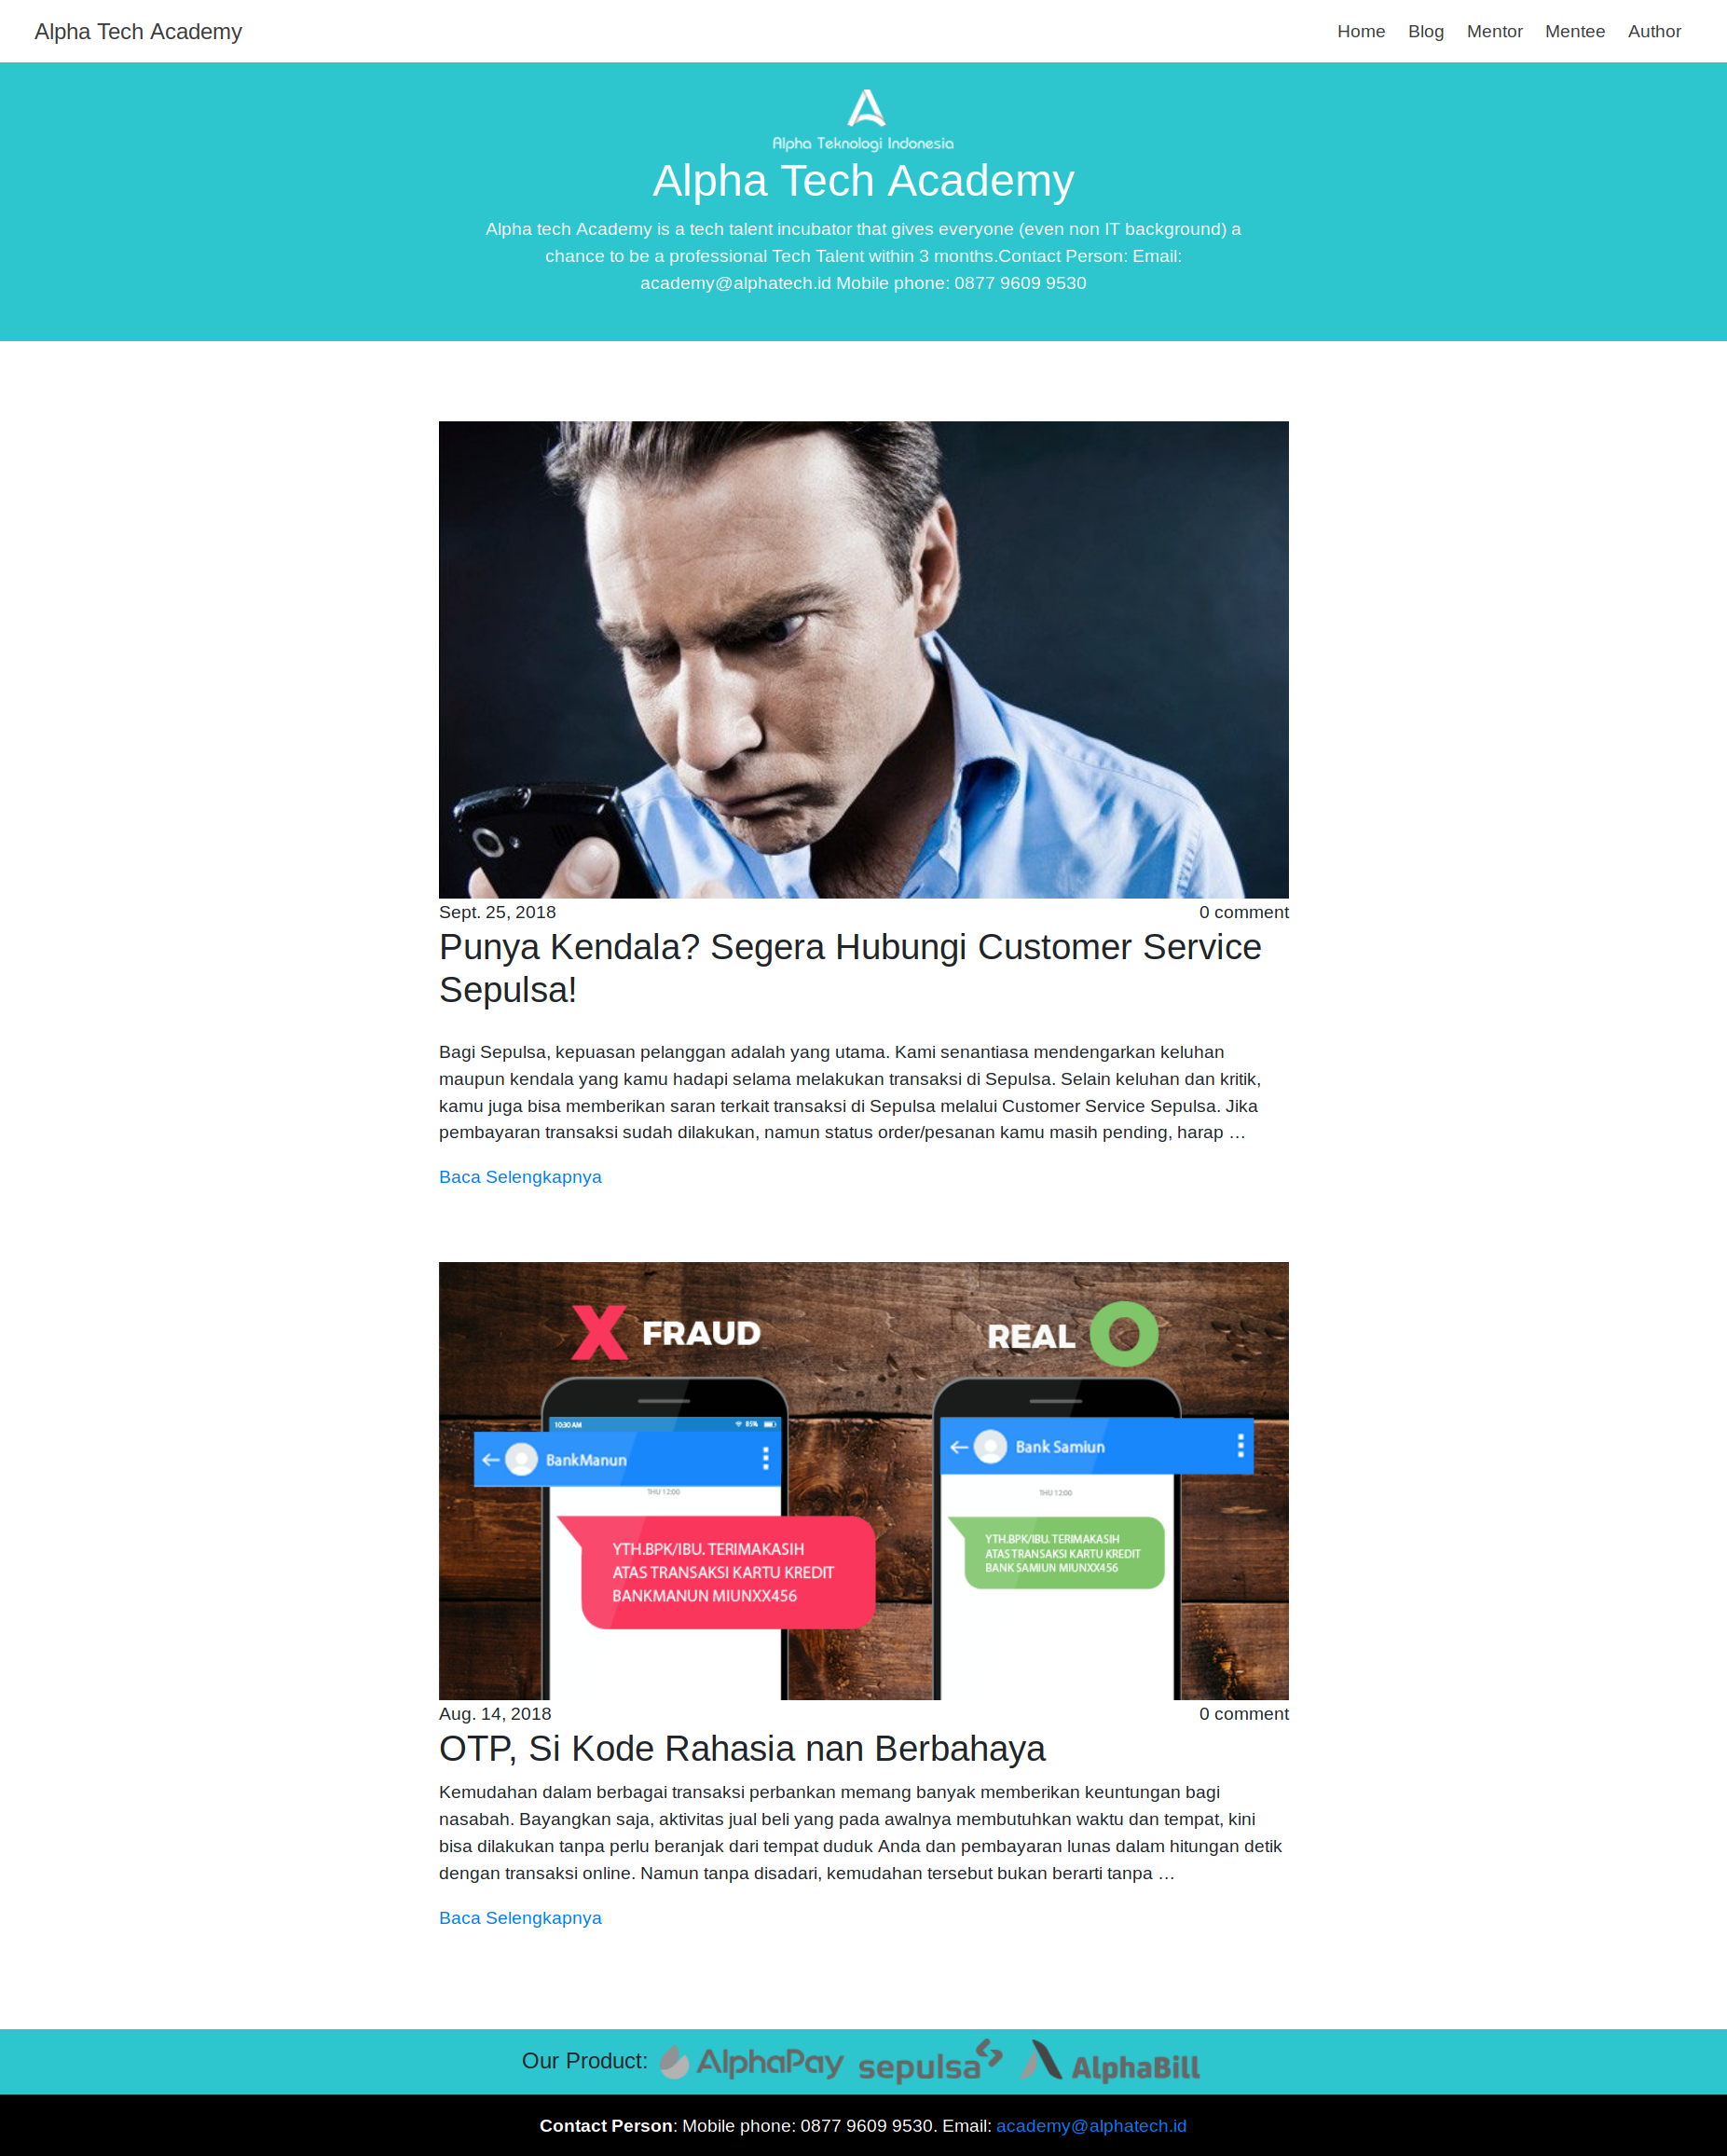 Alpha Tech Academy
Home Blog Mentor Mentee Author
Alpha Teknologi Indonesia
Alpha Tech Academy
Alpha tech Academy is a tech talent incubator that gives everyone (even non IT background) a
chance to be a professional Tech Talent within 3 months.Contact Person: Email:
academy@alphatech.id Mobile phone: 0877 9609 9530
Sept. 25, 2018
0 comment
Punya Kendala? Segera Hubungi Customer Service
Sepulsa!
Bagi Sepulsa, kepuasan pelanggan adalah yang utama. Kami senantiasa mendengarkan keluhan
maupun kendala yang kamu hadapi selama melakukan transaksi di Sepulsa. Selain keluhan dan kritik,
kamu juga bisa memberikan saran terkait transaksi di Sepulsa melalui Customer Service Sepulsa. Jika
pembayaran transaksi sudah dilakukan, namun status order/pesanan kamu masih pending, harap …
Baca Selengkapnya
X FRAUD
REAL O
10:30 AM
85%
BankManun
THU 12:00
YTH.BPK/IBU. TERIMAKASIH
ATAS TRANSAKSI KARTU KREDIT
BANKMANUN MIUNXX456
Bank Samiun
THU 12:00
YTH.BPK/IBU. TERIMAKASIH
ATAS TRANSAKSI KARTU KREDIT
BANK SAMIUN MIUNXX456
Aug. 14, 2018
0 comment
OTP, Si Kode Rahasia nan Berbahaya
Kemudahan dalam berbagai transaksi perbankan memang banyak memberikan keuntungan bagi
nasabah. Bayangkan saja, aktivitas jual beli yang pada awalnya membutuhkan waktu dan tempat, kini
bisa dilakukan tanpa perlu beranjak dari tempat duduk Anda dan pembayaran lunas dalam hitungan detik
dengan transaksi online. Namun tanpa disadari, kemudahan tersebut bukan berarti tanpa …
Baca Selengkapnya
Our Product: AlphaPay sepulsa AlphaBill
Contact Person: Mobile phone: 0877 9609 9530. Email: academy@alphatech.id